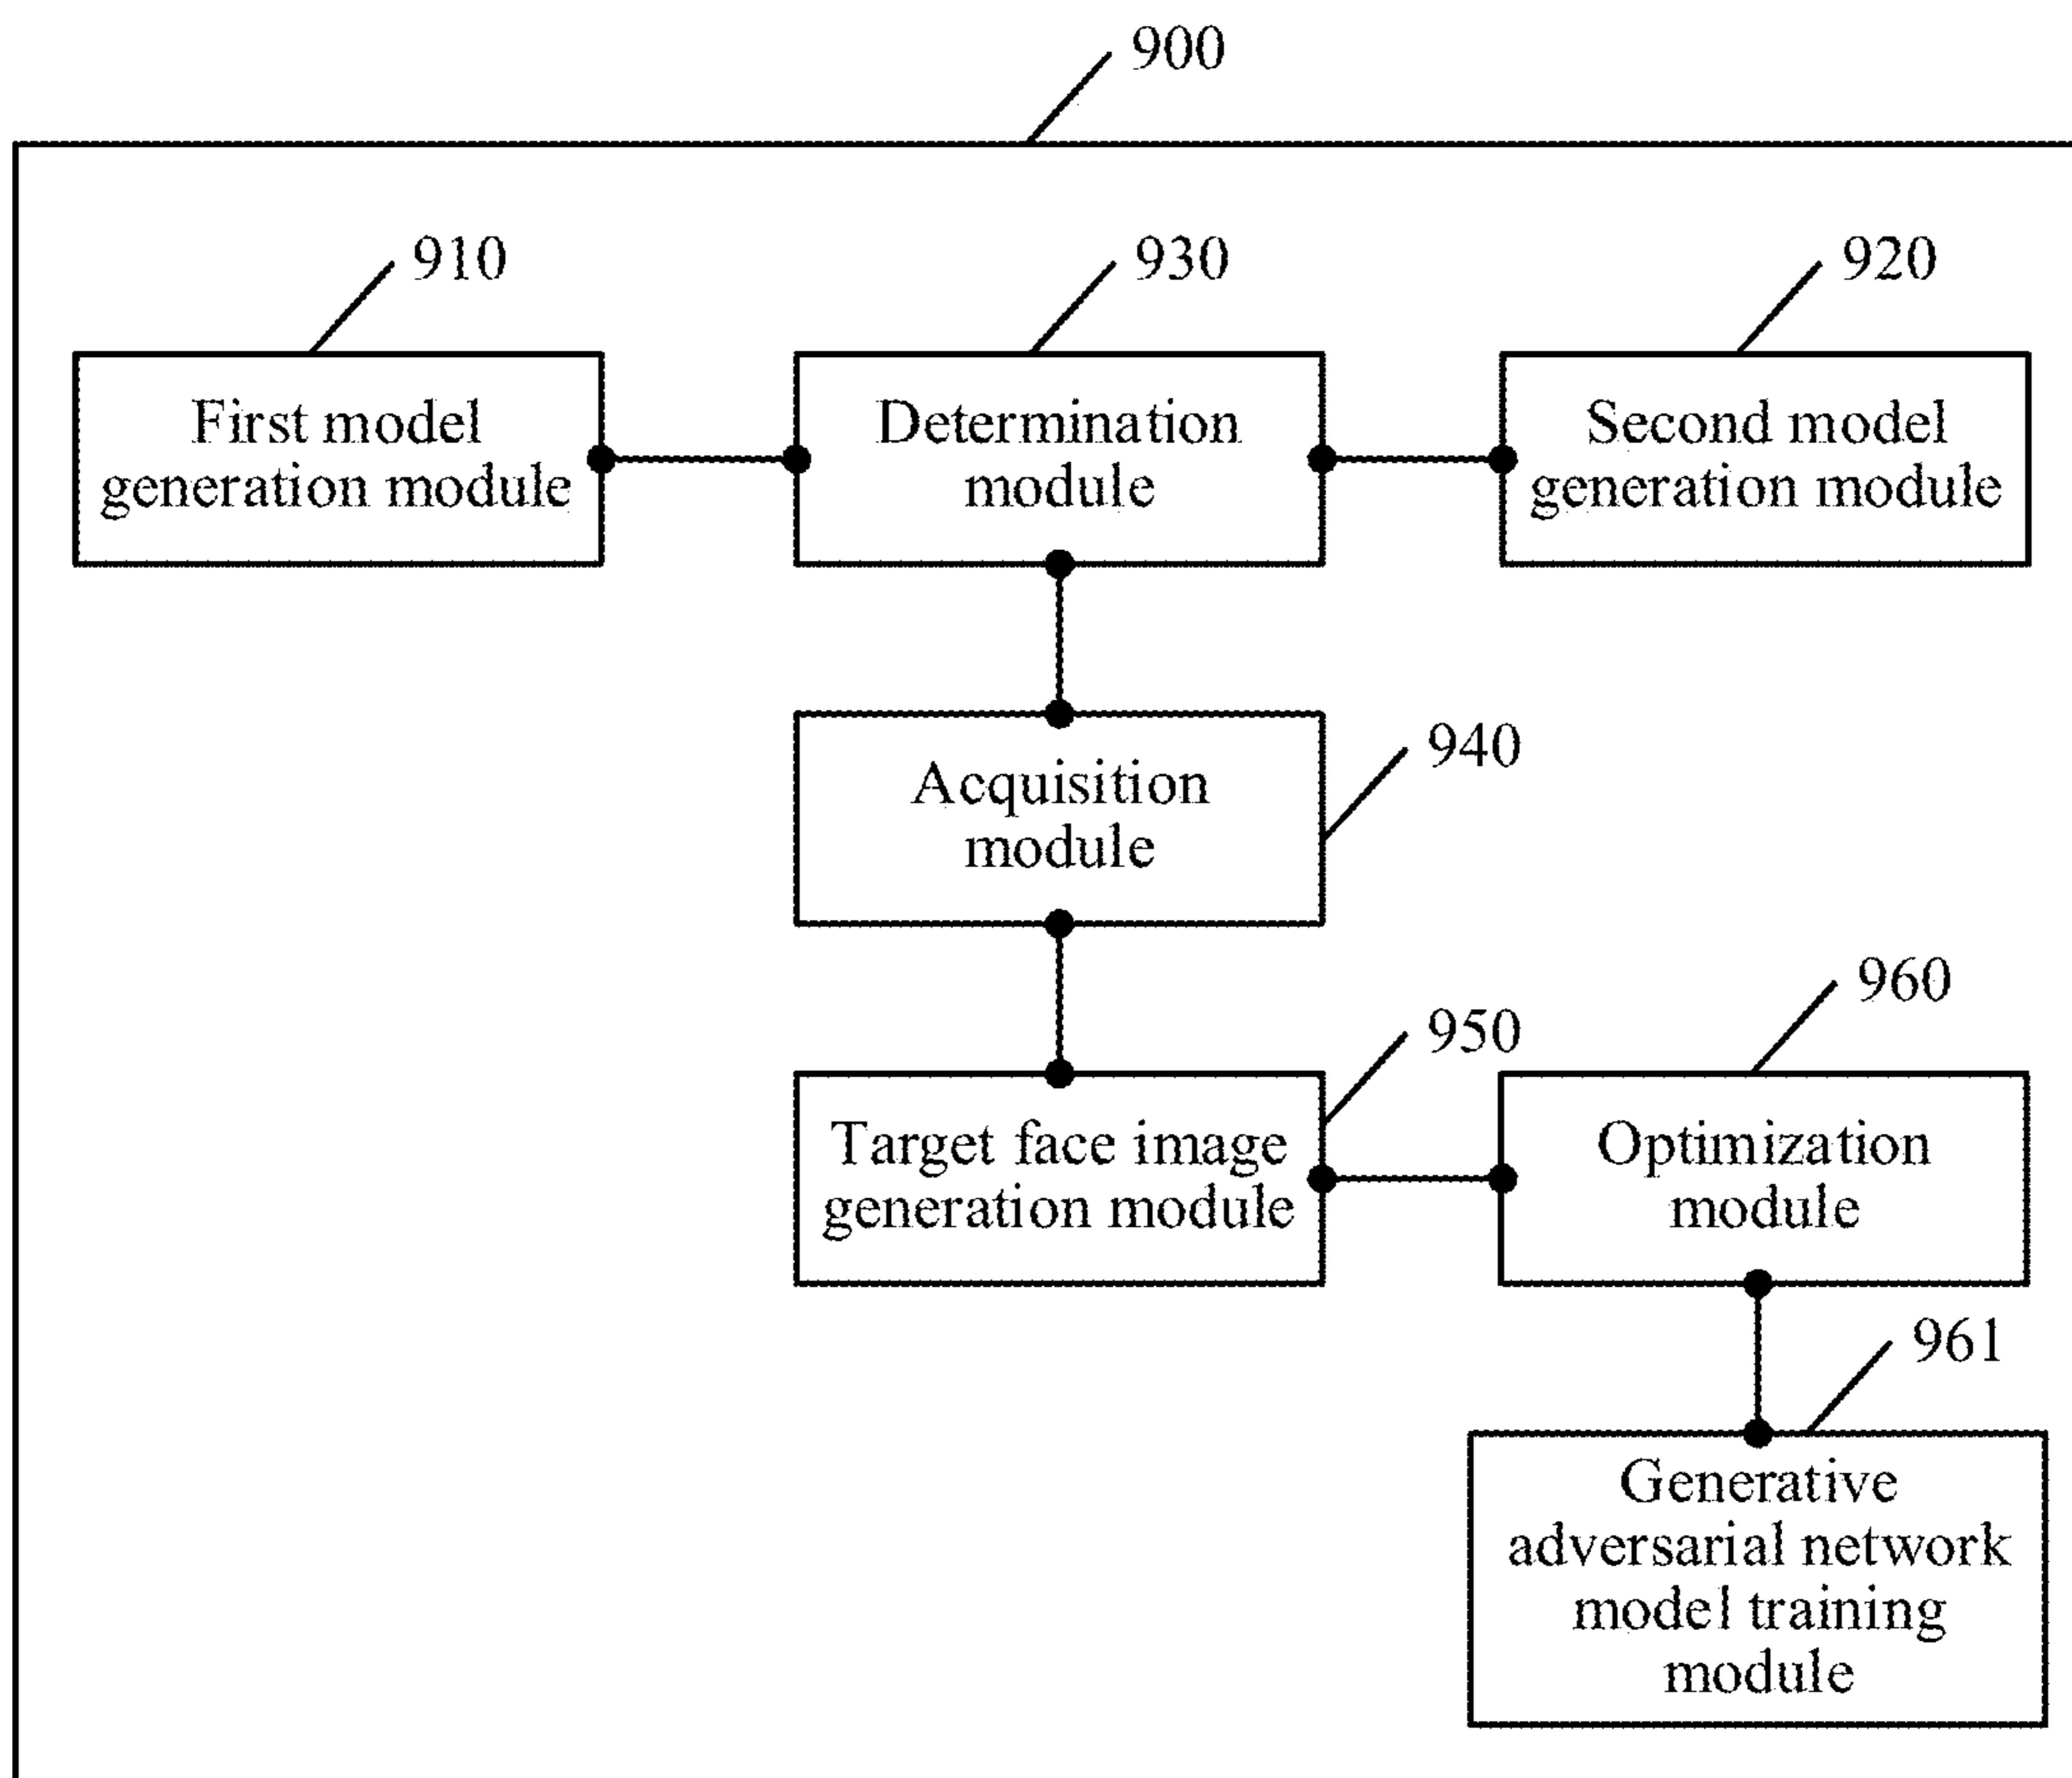 900
910
930
920
First model
generation module
Determination
module
Second model
generation module
940
Acquisition
module
950
960
Target face image
generation module
Optimization
module
961
Generative
adversarial network
model training
module